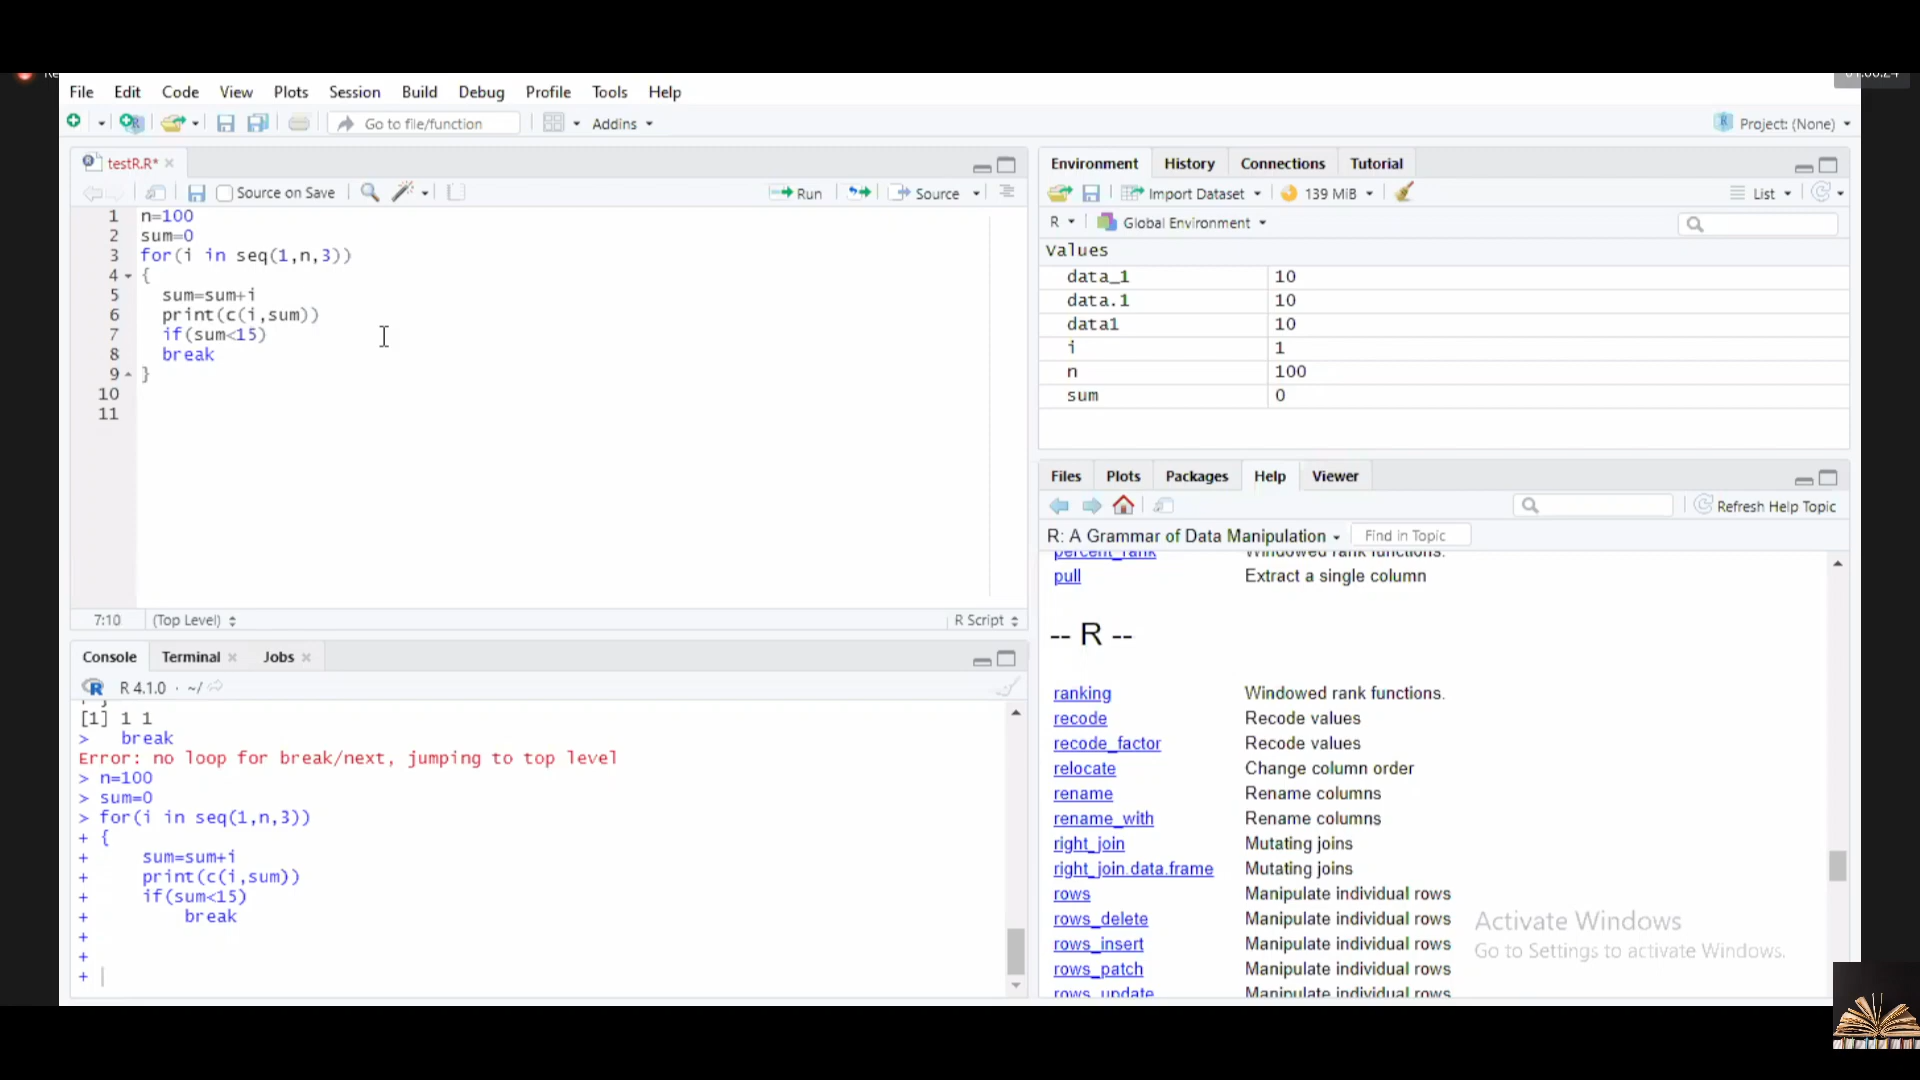 File Edit Code View Plots Session Build Debug Profile Tools Help
Go to file/function Addins Project: (None)
testR.R*
Source on Save Run Source
1 n=100
2 sum=0
3 for(i in seq(1,n,3))
4 {
5 sum=sum+i
6 print(c(i,sum))
7 if(sum<15)
8 break
9 }
10
11
7:10 (Top Level) R Script
Console Terminal Jobs
R 4.1.0 · ~/
[1] 1 1
> break
Error: no loop for break/next, jumping to top level
> n=100
> sum=0
> for(i in seq(1,n,3))
+ {
+ sum=sum+i
+ print(c(i,sum))
+ if(sum<15)
+ break
+
+
+
Environment History Connections Tutorial
Import Dataset 139 MiB List
R Global Environment
Values
data_1 10
data.1 10
data1 10
i 1
n 100
sum 0
Files Plots Packages Help Viewer
Refresh Help Topic
R: A Grammar of Data Manipulation Find in Topic
percent_rank Windowed rank functions.
pull Extract a single column
-- R --
ranking Windowed rank functions.
recode Recode values
recode_factor Recode values
relocate Change column order
rename Rename columns
rename_with Rename columns
right_join Mutating joins
right_join.data.frame Mutating joins
rows Manipulate individual rows
rows_delete Manipulate individual rows
rows_insert Manipulate individual rows
rows_patch Manipulate individual rows
rows_update Manipulate individual rows
Activate Windows
Go to Settings to activate Windows.